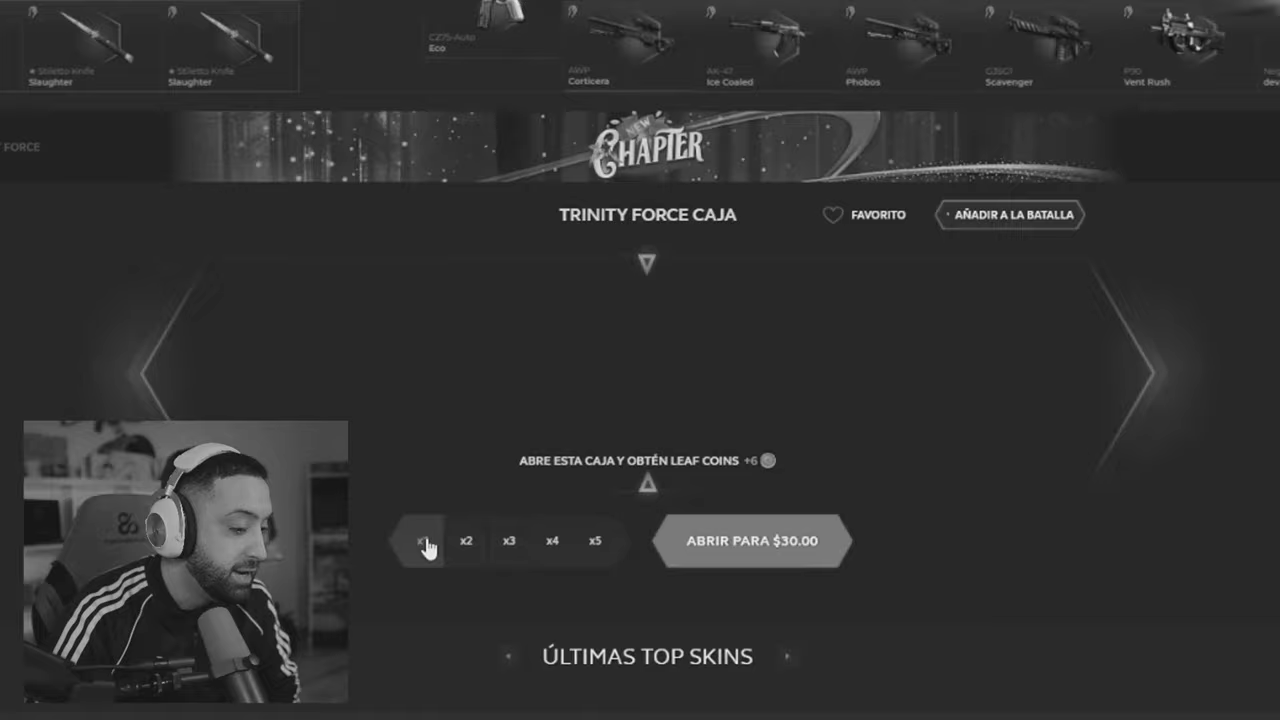 ★ Stiletto Knife
Slaughter
★ Stiletto Knife
Slaughter
CZ75-Auto
Eco
AWP
Corticera
AK-47
Ice Coaled
AWP
Phobos
G3SG1
Scavenger
P90
Vent Rush
FORCE
NEW
CHAPTER
TRINITY FORCE CAJA
FAVORITO
AÑADIR A LA BATALLA
ABRE ESTA CAJA Y OBTÉN LEAF COINS +6
x2 x3 x4 x5
ABRIR PARA $30.00
ÚLTIMAS TOP SKINS